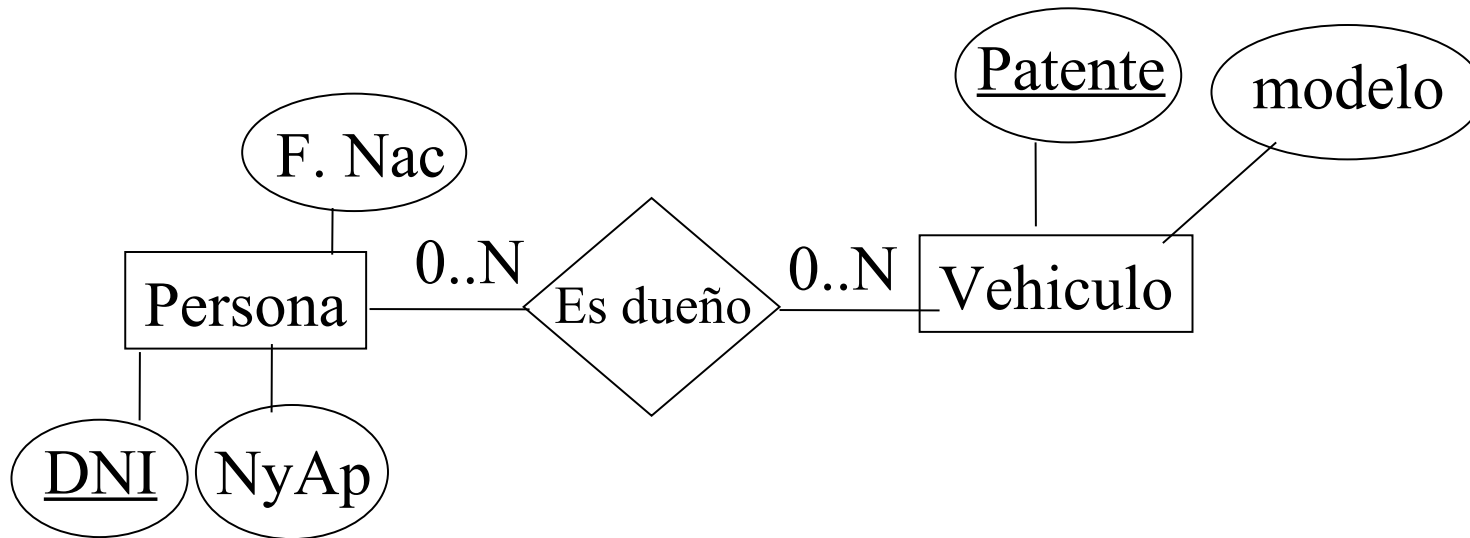 Patente
modelo
F. Nac
0..N
0..N
Persona
Es dueño
Vehiculo
DNI
NyAp